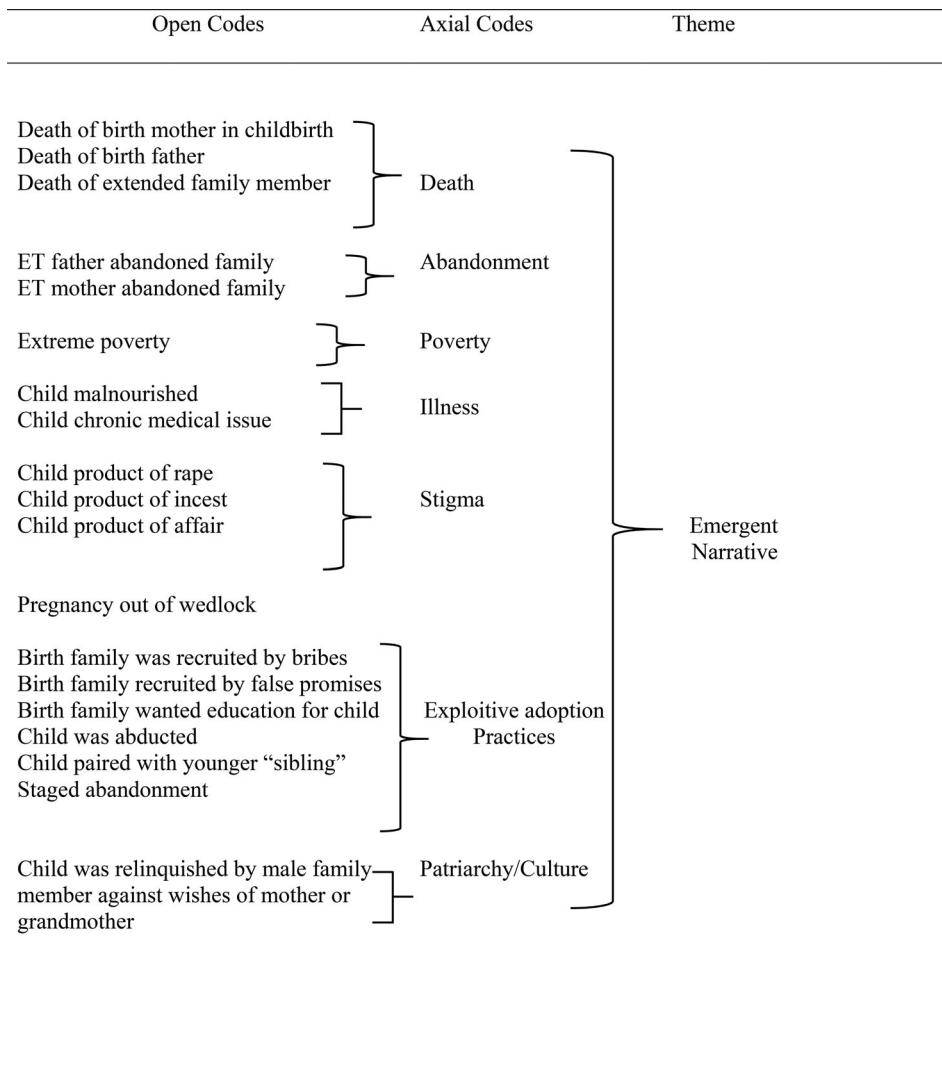 Open Codes Axial Codes Theme
Death of birth mother in childbirth
Death of birth father
Death of extended family member Death
ET father abandoned family Abandonment
ET mother abandoned family
Extreme poverty Poverty
Child malnourished
Illness
Child chronic medical issue
Child product of rape
Child product of incest Stigma
Child product of affair
Emergent
Narrative
Pregnancy out of wedlock
Birth family was recruited by bribes
Birth family recruited by false promises
Birth family wanted education for child Exploitive adoption
Child was abducted Practices
Child paired with younger “sibling”
Staged abandonment
Child was relinquished by male family Patriarchy/Culture
member against wishes of mother or
grandmother